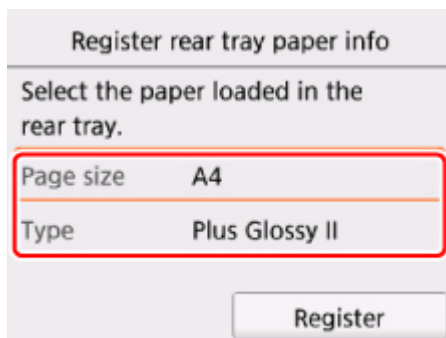 Register rear tray paper info
Select the paper loaded in the
rear tray.
Page size A4
Type Plus Glossy II
Register